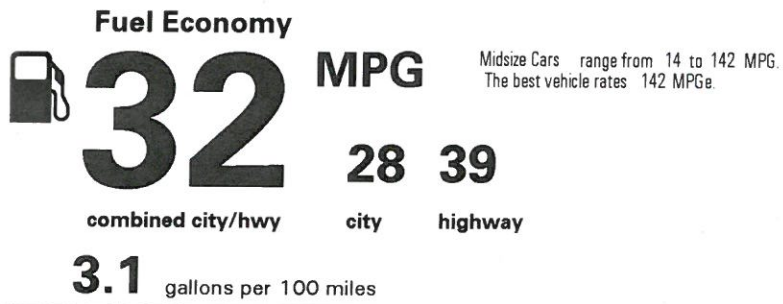 Fuel Economy
32 MPG
Midsize Cars range from 14 to 142 MPG.
The best vehicle rates 142 MPGe.
28 39
combined city/hwy city highway
3.1 gallons per 100 miles